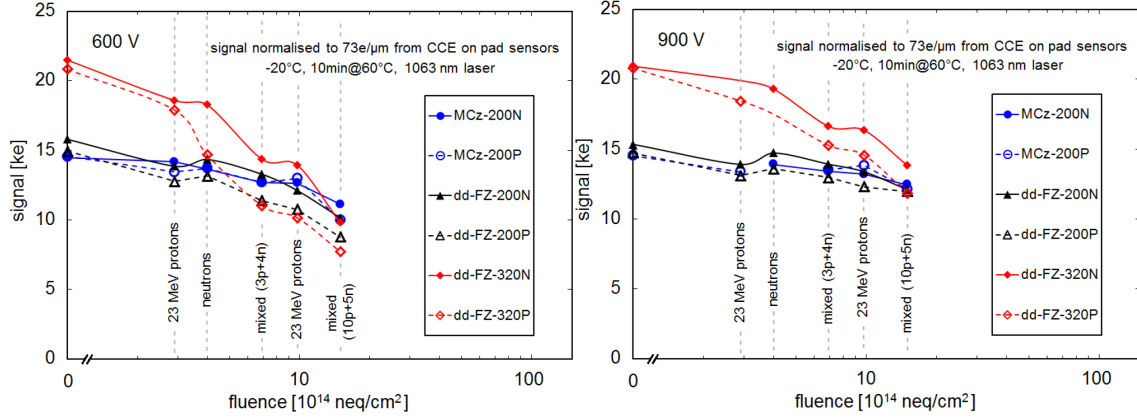 600 V
signal normalised to 73e/µm from CCE on pad sensors
-20°C, 10min@60°C, 1063 nm laser
25
20
15
10
5
0
signal [ke]
MCz-200N
MCz-200P
dd-FZ-200N
dd-FZ-200P
dd-FZ-320N
dd-FZ-320P
23 MeV protons
neutrons
mixed (3p+4n)
23 MeV protons
mixed
(10p+5n)
0
10
100
fluence [10¹⁴ neq/cm²]
900 V
signal normalised to 73e/µm from CCE on pad sensors
-20°C, 10min@60°C, 1063 nm laser
25
20
15
10
5
0
signal [ke]
MCz-200N
MCz-200P
dd-FZ-200N
dd-FZ-200P
dd-FZ-320N
dd-FZ-320P
23 MeV protons
neutrons
mixed (3p+4n)
23 MeV protons
mixed (10p+5n)
0
10
100
fluence [10¹⁴ neq/cm²]